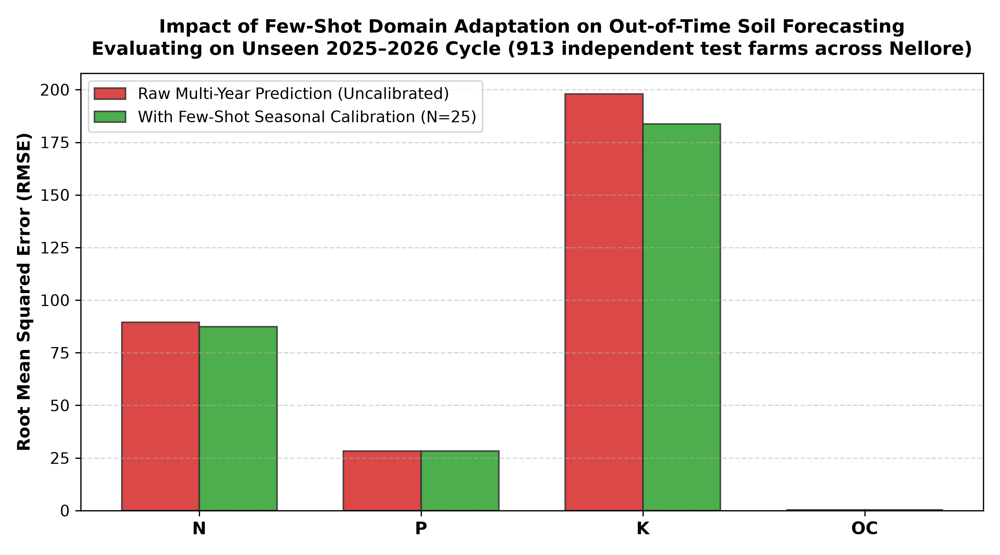 Impact of Few-Shot Domain Adaptation on Out-of-Time Soil Forecasting
Evaluating on Unseen 2025–2026 Cycle (913 independent test farms across Nellore)
Raw Multi-Year Prediction (Uncalibrated)
With Few-Shot Seasonal Calibration (N=25)
Root Mean Squared Error (RMSE)
200
175
150
125
100
75
50
25
0
N
P
K
OC